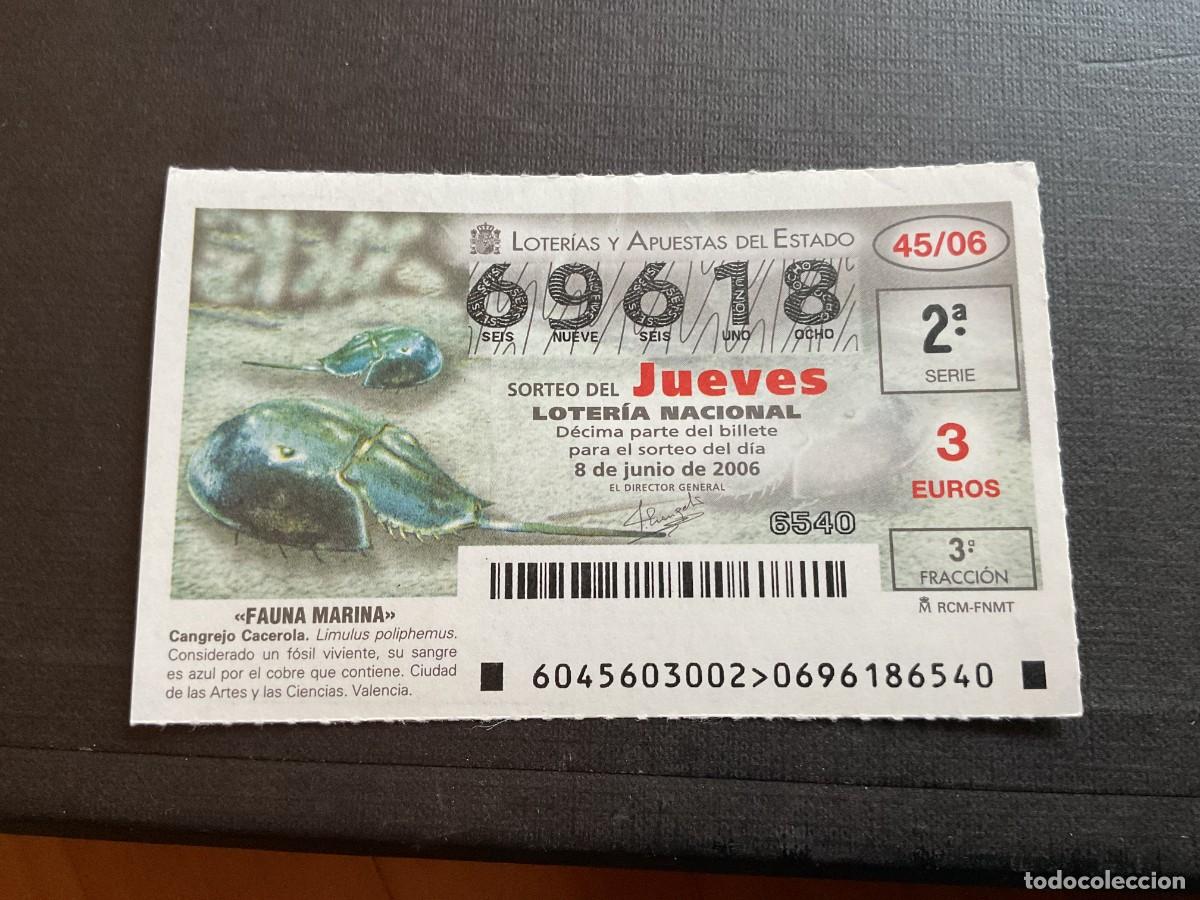 LOTERÍAS Y APUESTAS DEL ESTADO
45/06
69618
SEIS NUEVE SEIS UNO OCHO
2ª
SERIE
SORTEO DEL Jueves
LOTERÍA NACIONAL
Décima parte del billete
para el sorteo del día
8 de junio de 2006
EL DIRECTOR GENERAL
3
EUROS
6540
3ª
FRACCIÓN
RCM-FNMT
«FAUNA MARINA»
Cangrejo Cacerola. Limulus poliphemus.
Considerado un fósil viviente, su sangre
es azul por el cobre que contiene. Ciudad
de las Artes y las Ciencias. Valencia.
6045603002>0696186540
todocoleccion